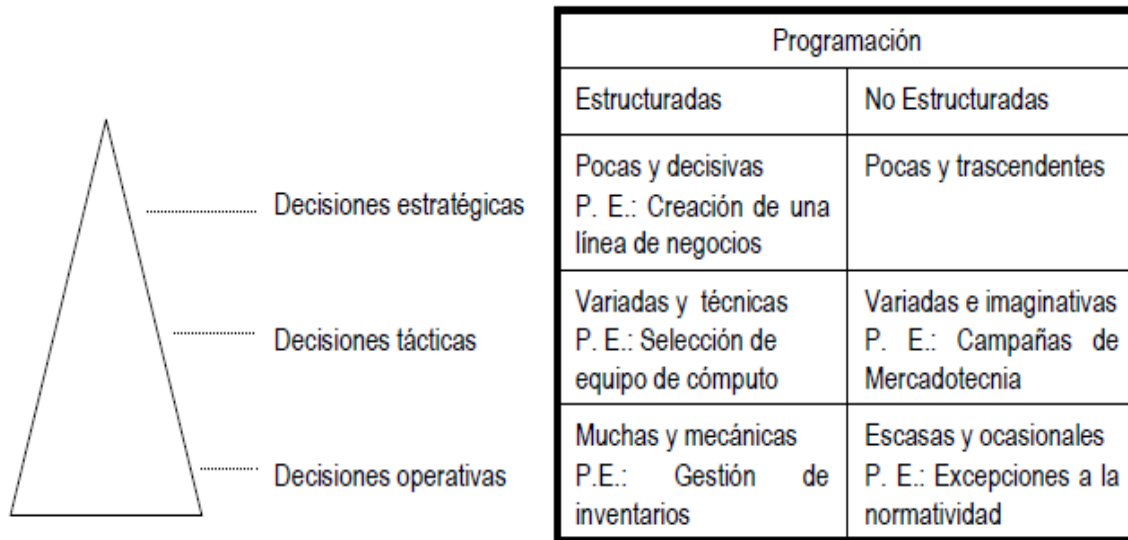 Programación
Estructuradas
No Estructuradas
Decisiones estratégicas
Pocas y decisivas
P. E.: Creación de una
línea de negocios
Pocas y trascendentes
Decisiones tácticas
Variadas y técnicas
P. E.: Selección de
equipo de cómputo
Variadas e imaginativas
P. E.: Campañas de
Mercadotecnia
Decisiones operativas
Muchas y mecánicas
P.E.: Gestión de
inventarios
Escasas y ocasionales
P. E.: Excepciones a la
normatividad